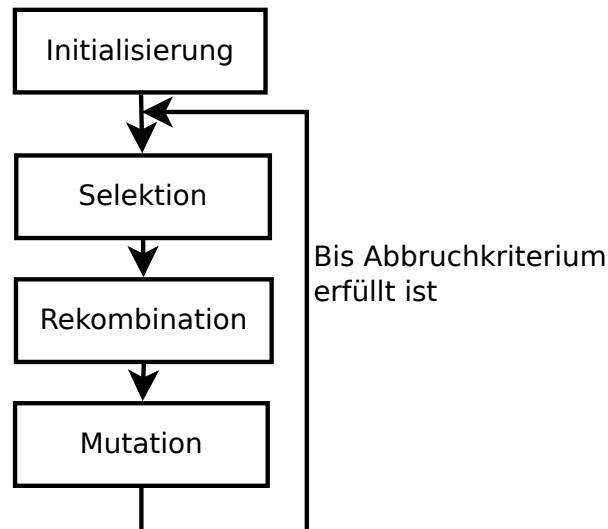 Initialisierung
Selektion
Bis Abbruchkriterium
erfüllt ist
Rekombination
Mutation